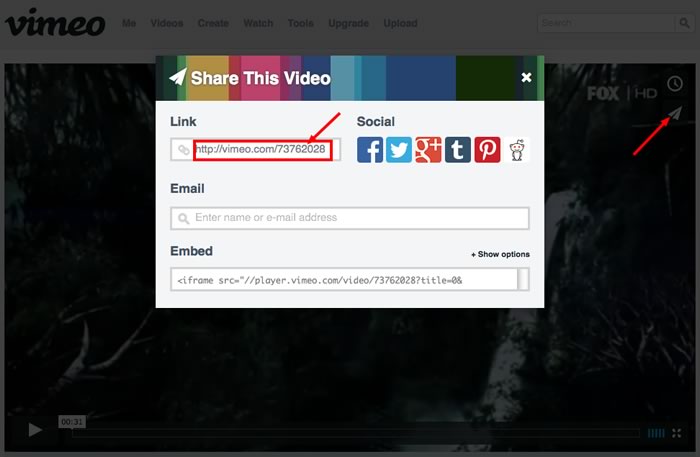 vimeo
Me Videos Create Watch Tools Upgrade Upload
Search
FOX HD
Share This Video
Link
http://vimeo.com/73762028
Social
f g+ t
Email
Enter name or e-mail address
Embed
+ Show options
<iframe src="//player.vimeo.com/video/73762028?title=0&
00:31